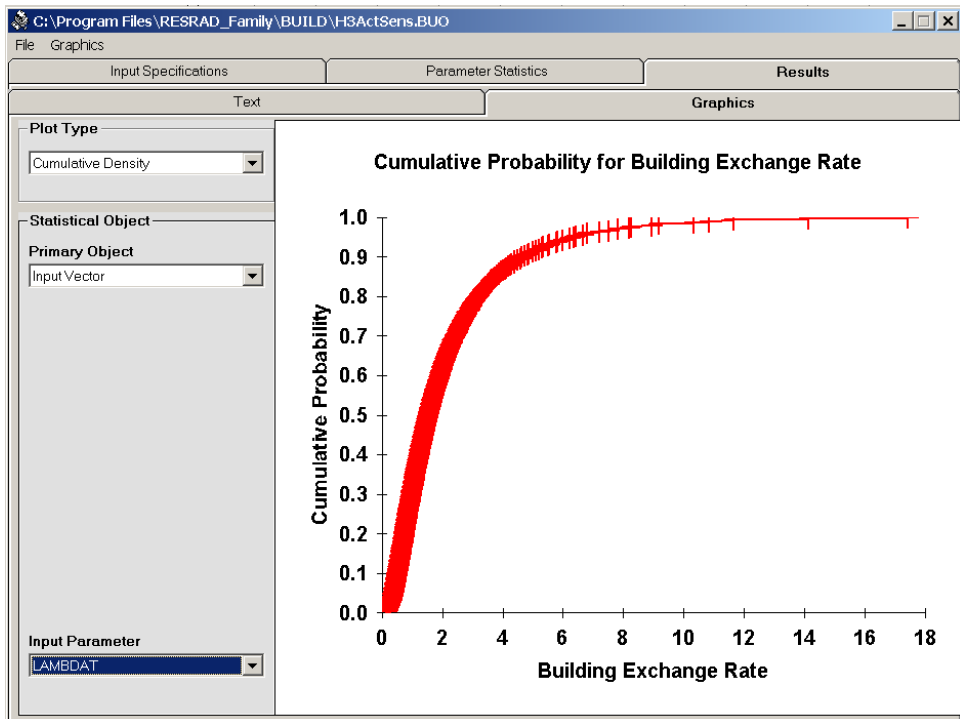 C:\Program Files\RESRAD_Family\BUILD\H3ActSens.BUO
File Graphics
Input Specifications Parameter Statistics Results
Text Graphics
Plot Type
Cumulative Density
Statistical Object
Primary Object
Input Vector
Input Parameter
LAMBDAT
Cumulative Probability for Building Exchange Rate
Cumulative Probability
1.0
0.9
0.8
0.7
0.6
0.5
0.4
0.3
0.2
0.1
0.0
0 2 4 6 8 10 12 14 16 18
Building Exchange Rate